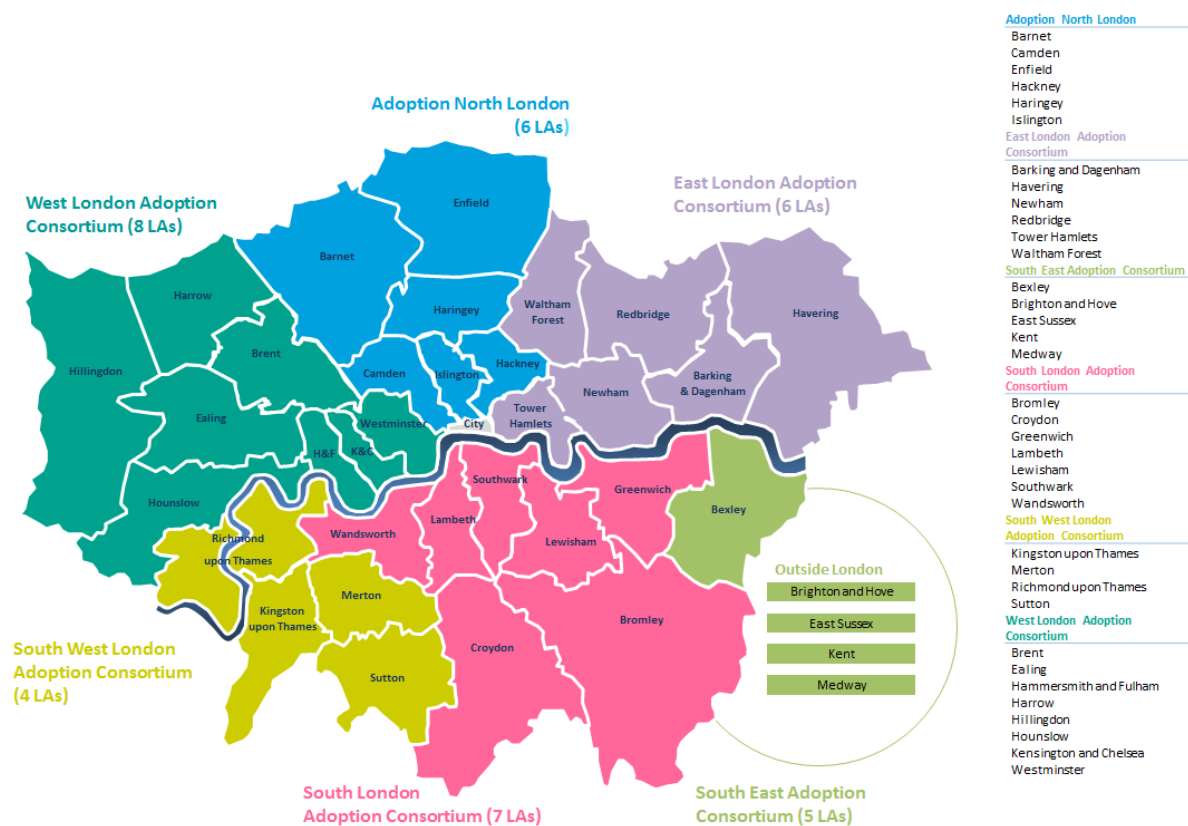 Adoption North London
(6 LAs)
East London Adoption
Consortium (6 LAs)
West London Adoption
Consortium (8 LAs)
Enfield
Barnet
Harrow
Haringey
Waltham
Forest
Redbridge
Havering
Brent
Hillingdon
Camden
Islington
Hackney
Newham
Barking
& Dagenham
Ealing
Westminster
City
Tower
Hamlets
H&F
K&C
Hounslow
Southwark
Greenwich
Bexley
Lambeth
Wandsworth
Lewisham
Richmond
upon Thames
Merton
Kingston
upon Thames
Sutton
Croydon
Bromley
Outside London
Brighton and Hove
East Sussex
Kent
Medway
South West London
Adoption Consortium
(4 LAs)
South London
Adoption Consortium (7 LAs)
South East Adoption
Consortium (5 LAs)
Adoption North London
Barnet
Camden
Enfield
Hackney
Haringey
Islington
East London Adoption
Consortium
Barking and Dagenham
Havering
Newham
Redbridge
Tower Hamlets
Waltham Forest
South East Adoption Consortium
Bexley
Brighton and Hove
East Sussex
Kent
Medway
South London Adoption
Consortium
Bromley
Croydon
Greenwich
Lambeth
Lewisham
Southwark
Wandsworth
South West London
Adoption Consortium
Kingston upon Thames
Merton
Richmond upon Thames
Sutton
West London Adoption
Consortium
Brent
Ealing
Hammersmith and Fulham
Harrow
Hillingdon
Hounslow
Kensington and Chelsea
Westminster